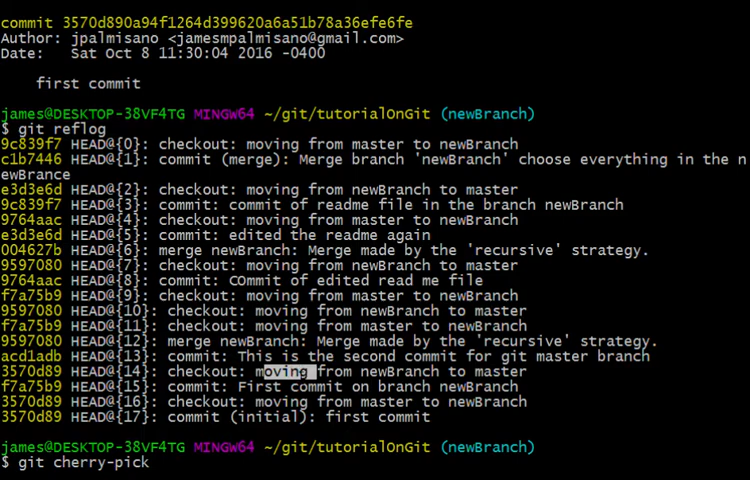 commit 3570d890a94f1264d399620a6a51b78a36efe6fe
Author: jpalmisano <jamesmpalmisano@gmail.com>
Date:   Sat Oct 8 11:30:04 2016 -0400
first commit
james@DESKTOP-38VF4TG MINGW64 ~/git/tutorialOnGit (newBranch)
$ git reflog
9c839f7 HEAD@{0}: checkout: moving from master to newBranch
c1b7446 HEAD@{1}: commit (merge): Merge branch 'newBranch' choose everything in the n
ewBrance
e3d3e6d HEAD@{2}: checkout: moving from newBranch to master
9c839f7 HEAD@{3}: commit: commit of readme file in the branch newBranch
9764aac HEAD@{4}: checkout: moving from master to newBranch
e3d3e6d HEAD@{5}: commit: edited the readme again
004627b HEAD@{6}: merge newBranch: Merge made by the 'recursive' strategy.
9597080 HEAD@{7}: checkout: moving from newBranch to master
9764aac HEAD@{8}: commit: commit of edited read me file
f7a75b9 HEAD@{9}: checkout: moving from master to newBranch
9597080 HEAD@{10}: checkout: moving from newBranch to master
f7a75b9 HEAD@{11}: checkout: moving from master to newBranch
9597080 HEAD@{12}: merge newBranch: Merge made by the 'recursive' strategy.
acd1adb HEAD@{13}: commit: This is the second commit for git master branch
3570d89 HEAD@{14}: checkout: moving from newBranch to master
f7a75b9 HEAD@{15}: commit: First commit on branch newBranch
3570d89 HEAD@{16}: checkout: moving from master to newBranch
3570d89 HEAD@{17}: commit (initial): first commit
james@DESKTOP-38VF4TG MINGW64 ~/git/tutorialOnGit (newBranch)
$ git cherry-pick